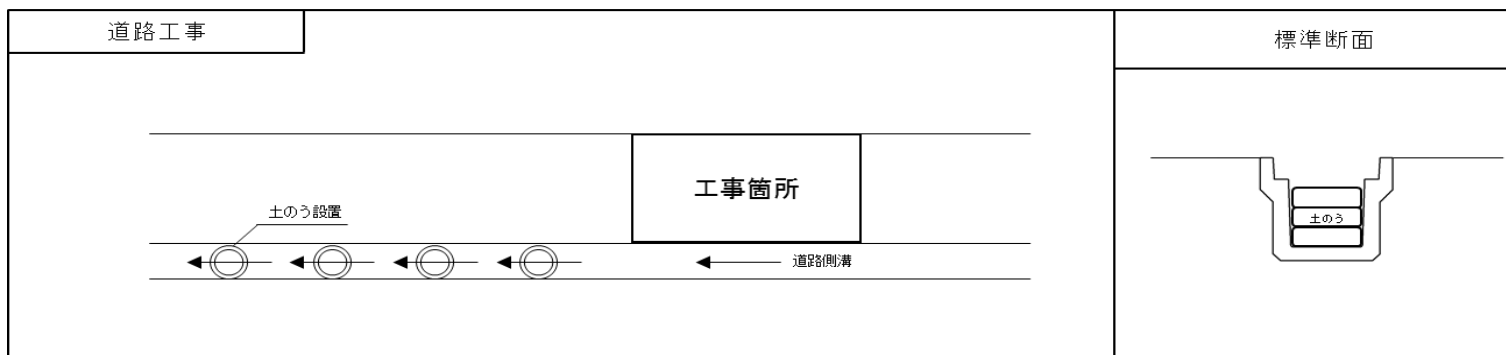 道路工事
標準断面
工事箇所
土のう設置
土のう
道路側溝